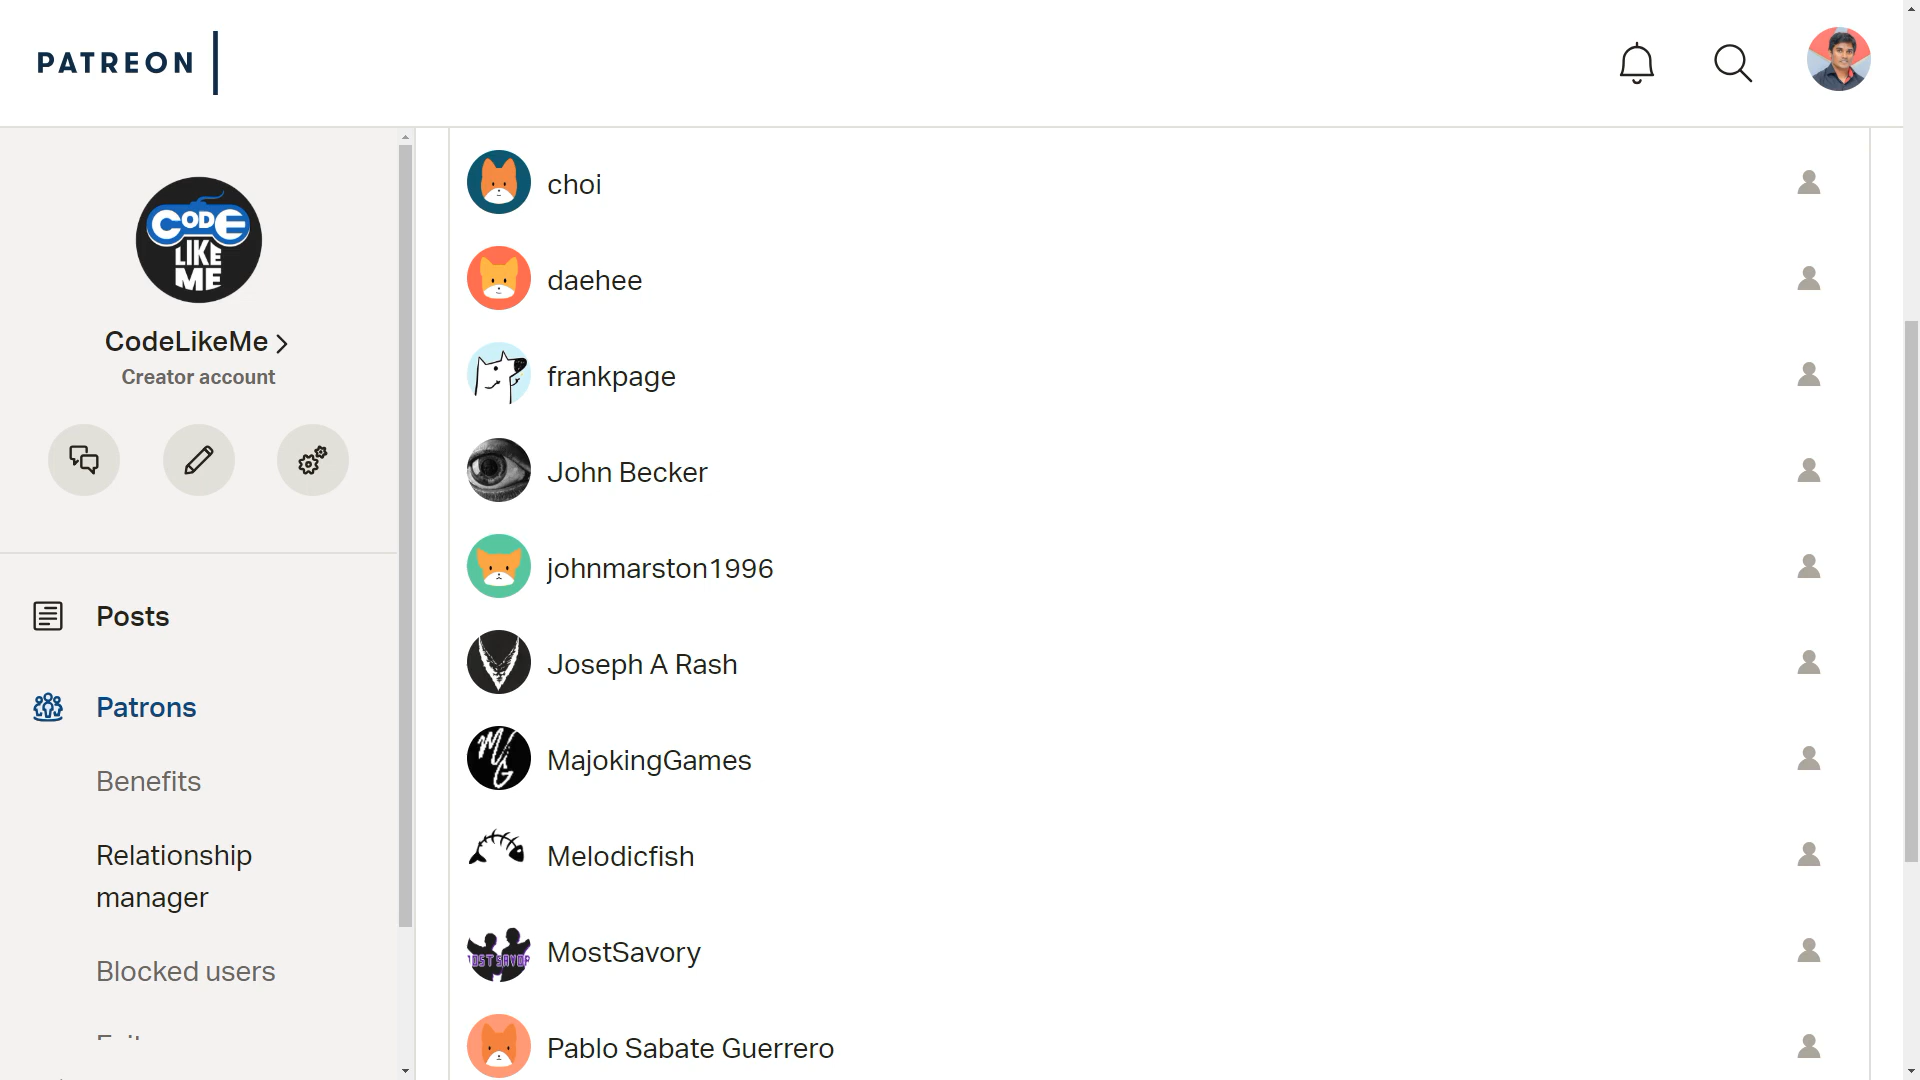 PATREON
CODE
LIKE
ME
CodeLikeMe
Creator account
Posts
Patrons
Benefits
Relationship
manager
Blocked users
choi
daehee
frankpage
John Becker
johnmarston1996
Joseph A Rash
MG
MajokingGames
Melodicfish
MostSavory
Pablo Sabate Guerrero